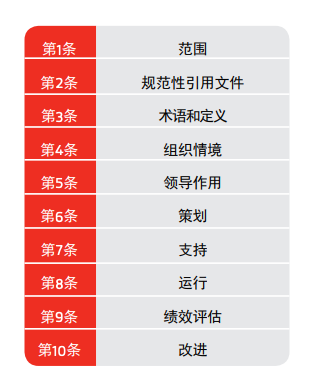 第1条 范围
第2条 规范性引用文件
第3条 术语和定义
第4条 组织情境
第5条 领导作用
第6条 策划
第7条 支持
第8条 运行
第9条 绩效评估
第10条 改进